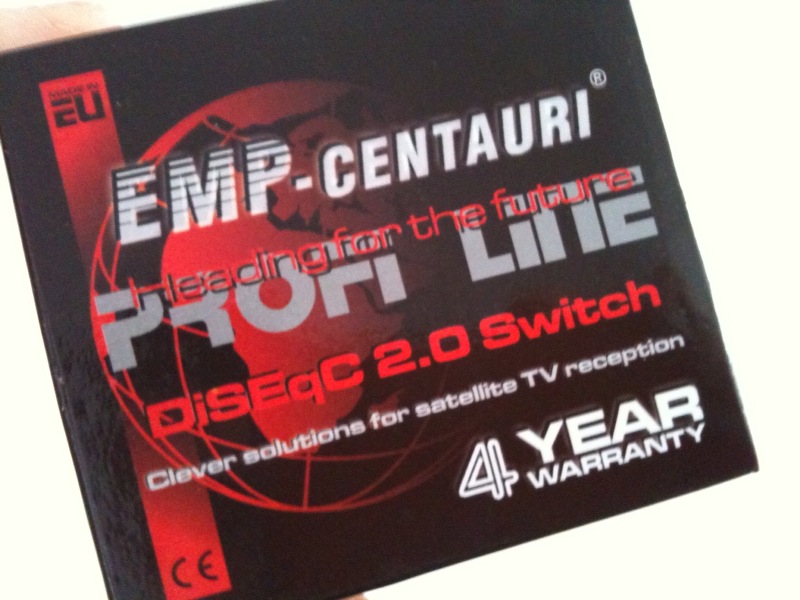 MADE IN
EU
EMP-CENTAURI®
Heading for the future
PROFI LINE
DiSEqC 2.0 Switch
Clever solutions for satellite TV reception
4 YEAR
WARRANTY
CE